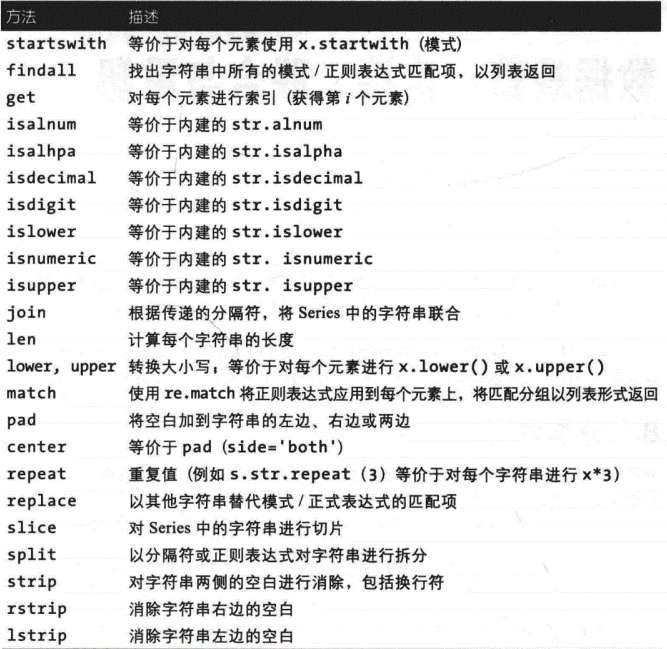 方法 描述
startswith 等价于对每个元素使用 x.startwith (模式)
findall 找出字符串中所有的模式 / 正则表达式匹配项，以列表返回
get 对每个元素进行索引 (获得第 i 个元素)
isalnum 等价于内建的 str.alnum
isalhpa 等价于内建的 str.isalpha
isdecimal 等价于内建的 str.isdecimal
isdigit 等价于内建的 str.isdigit
islower 等价于内建的 str.islower
isnumeric 等价于内建的 str. isnumeric
isupper 等价于内建的 str. isupper
join 根据传递的分隔符，将 Series 中的字符串联合
len 计算每个字符串的长度
lower, upper 转换大小写；等价于对每个元素进行 x.lower() 或 x.upper()
match 使用 re.match 将正则表达式应用到每个元素上，将匹配分组以列表形式返回
pad 将空白加到字符串的左边、右边或两边
center 等价于 pad (side='both')
repeat 重复值 (例如 s.str.repeat (3) 等价于对每个字符串进行 x*3)
replace 以其他字符串替代模式 / 正式表达式的匹配项
slice 对 Series 中的字符串进行切片
split 以分隔符或正则表达式对字符串进行拆分
strip 对字符串两侧的空白进行消除，包括换行符
rstrip 消除字符串右边的空白
lstrip 消除字符串左边的空白